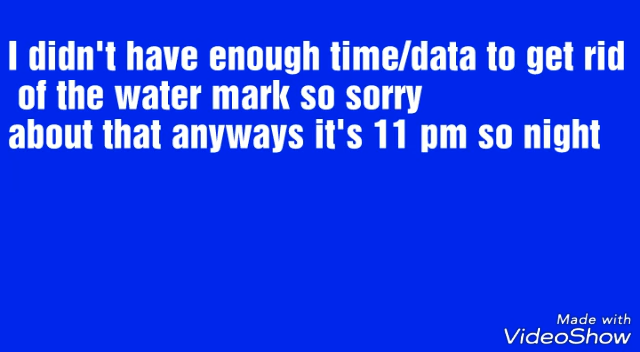 I didn't have enough time/data to get rid
of the water mark so sorry
about that anyways it's 11 pm so night
Made with
VideoShow